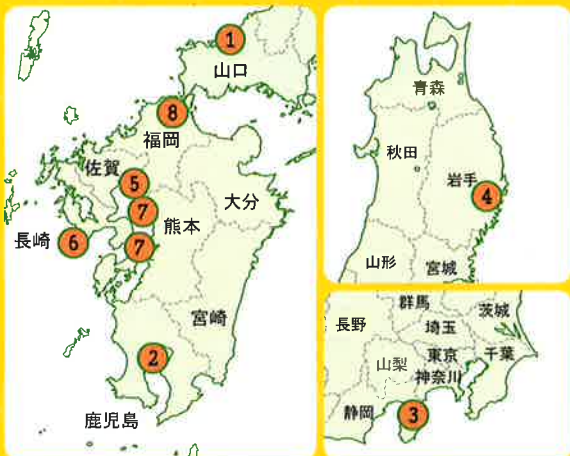 1
山口
8
福岡
佐賀
5
大分
7
熊本
長崎
6
7
宮崎
2
鹿児島
青森
秋田
岩手
4
山形
宮城
群馬
茨城
長野
埼玉
山梨
東京
千葉
神奈川
静岡
3